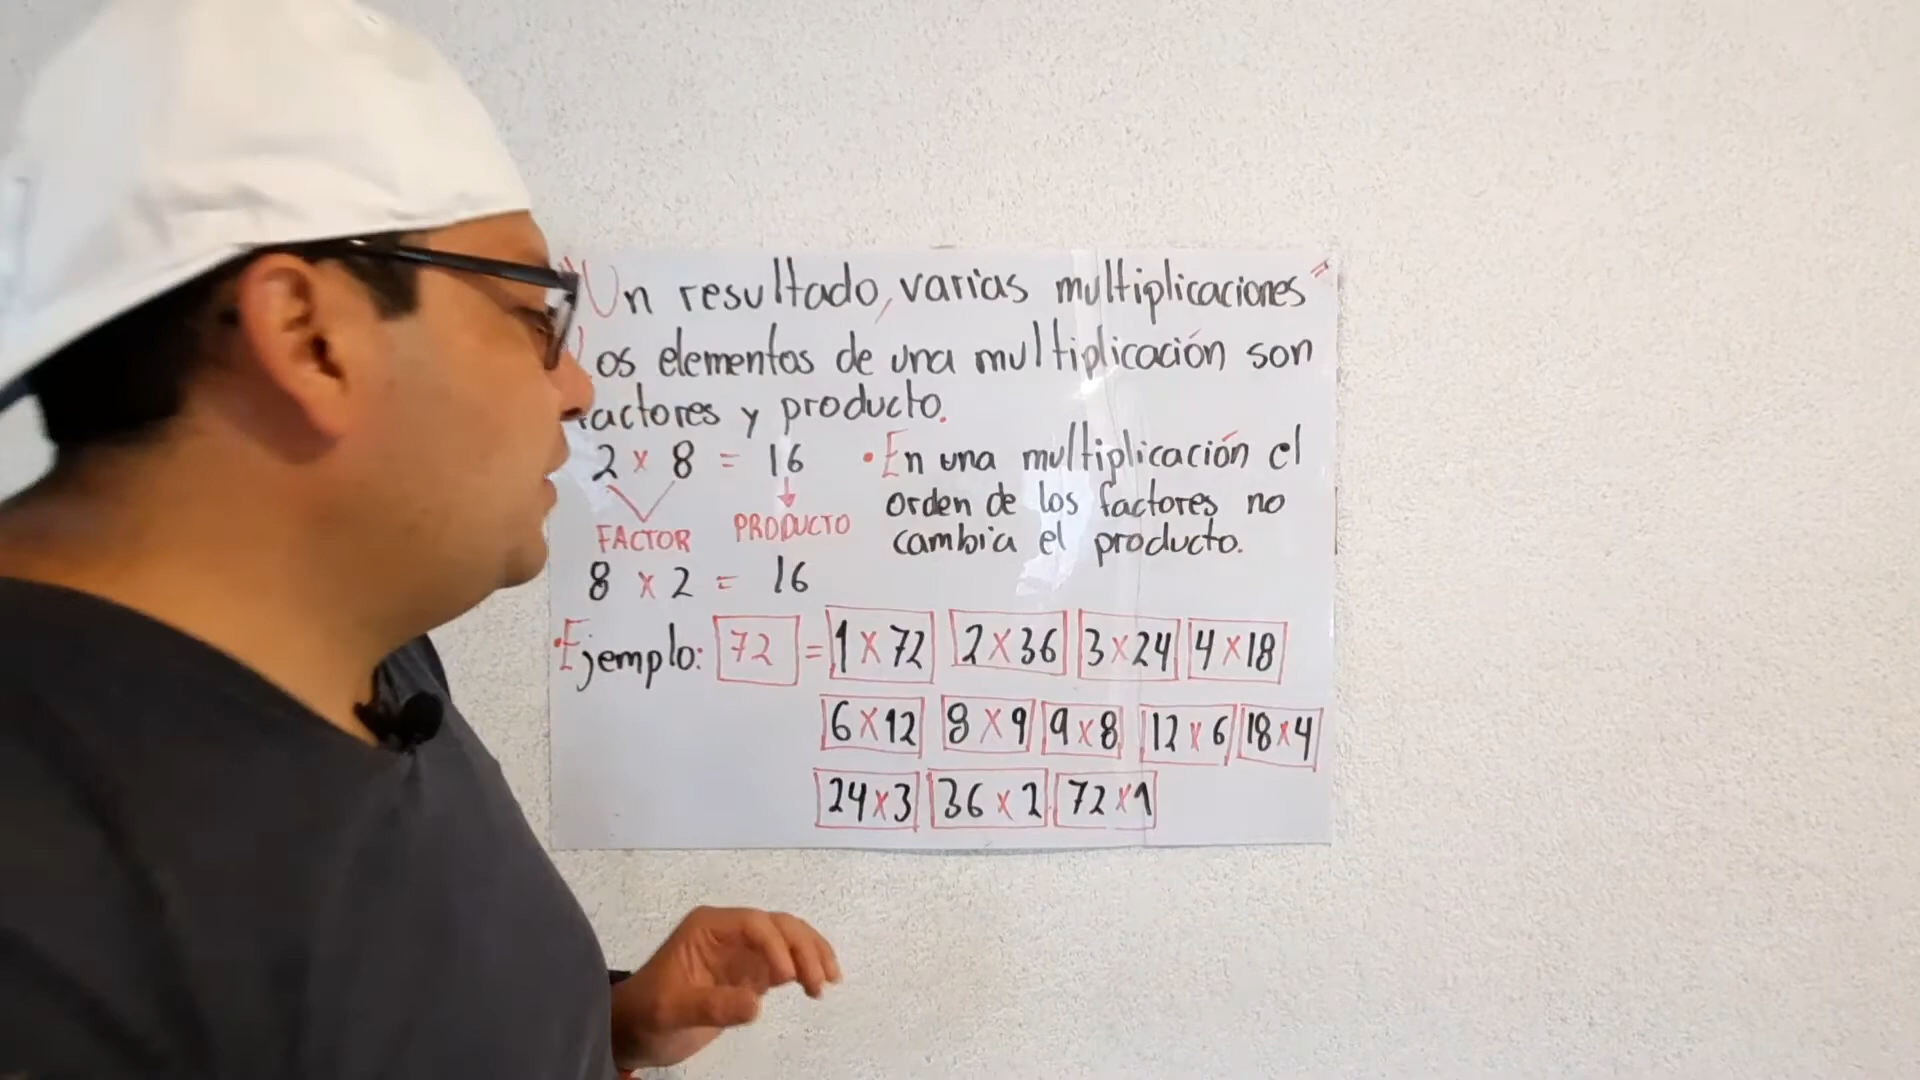 "Un resultado, varias multiplicaciones"
os elementos de una multiplicación son
actores y producto.
2 x 8 = 16
FACTOR PRODUCTO
8 x 2 = 16
• En una multiplicación el
orden de los factores no
cambia el producto.
• Ejemplo: 72 = 1 x 72 2 x 36 3 x 24 4 x 18
6 x 12 8 x 9 9 x 8 12 x 6 18 x 4
24 x 3 36 x 2 72 x 1